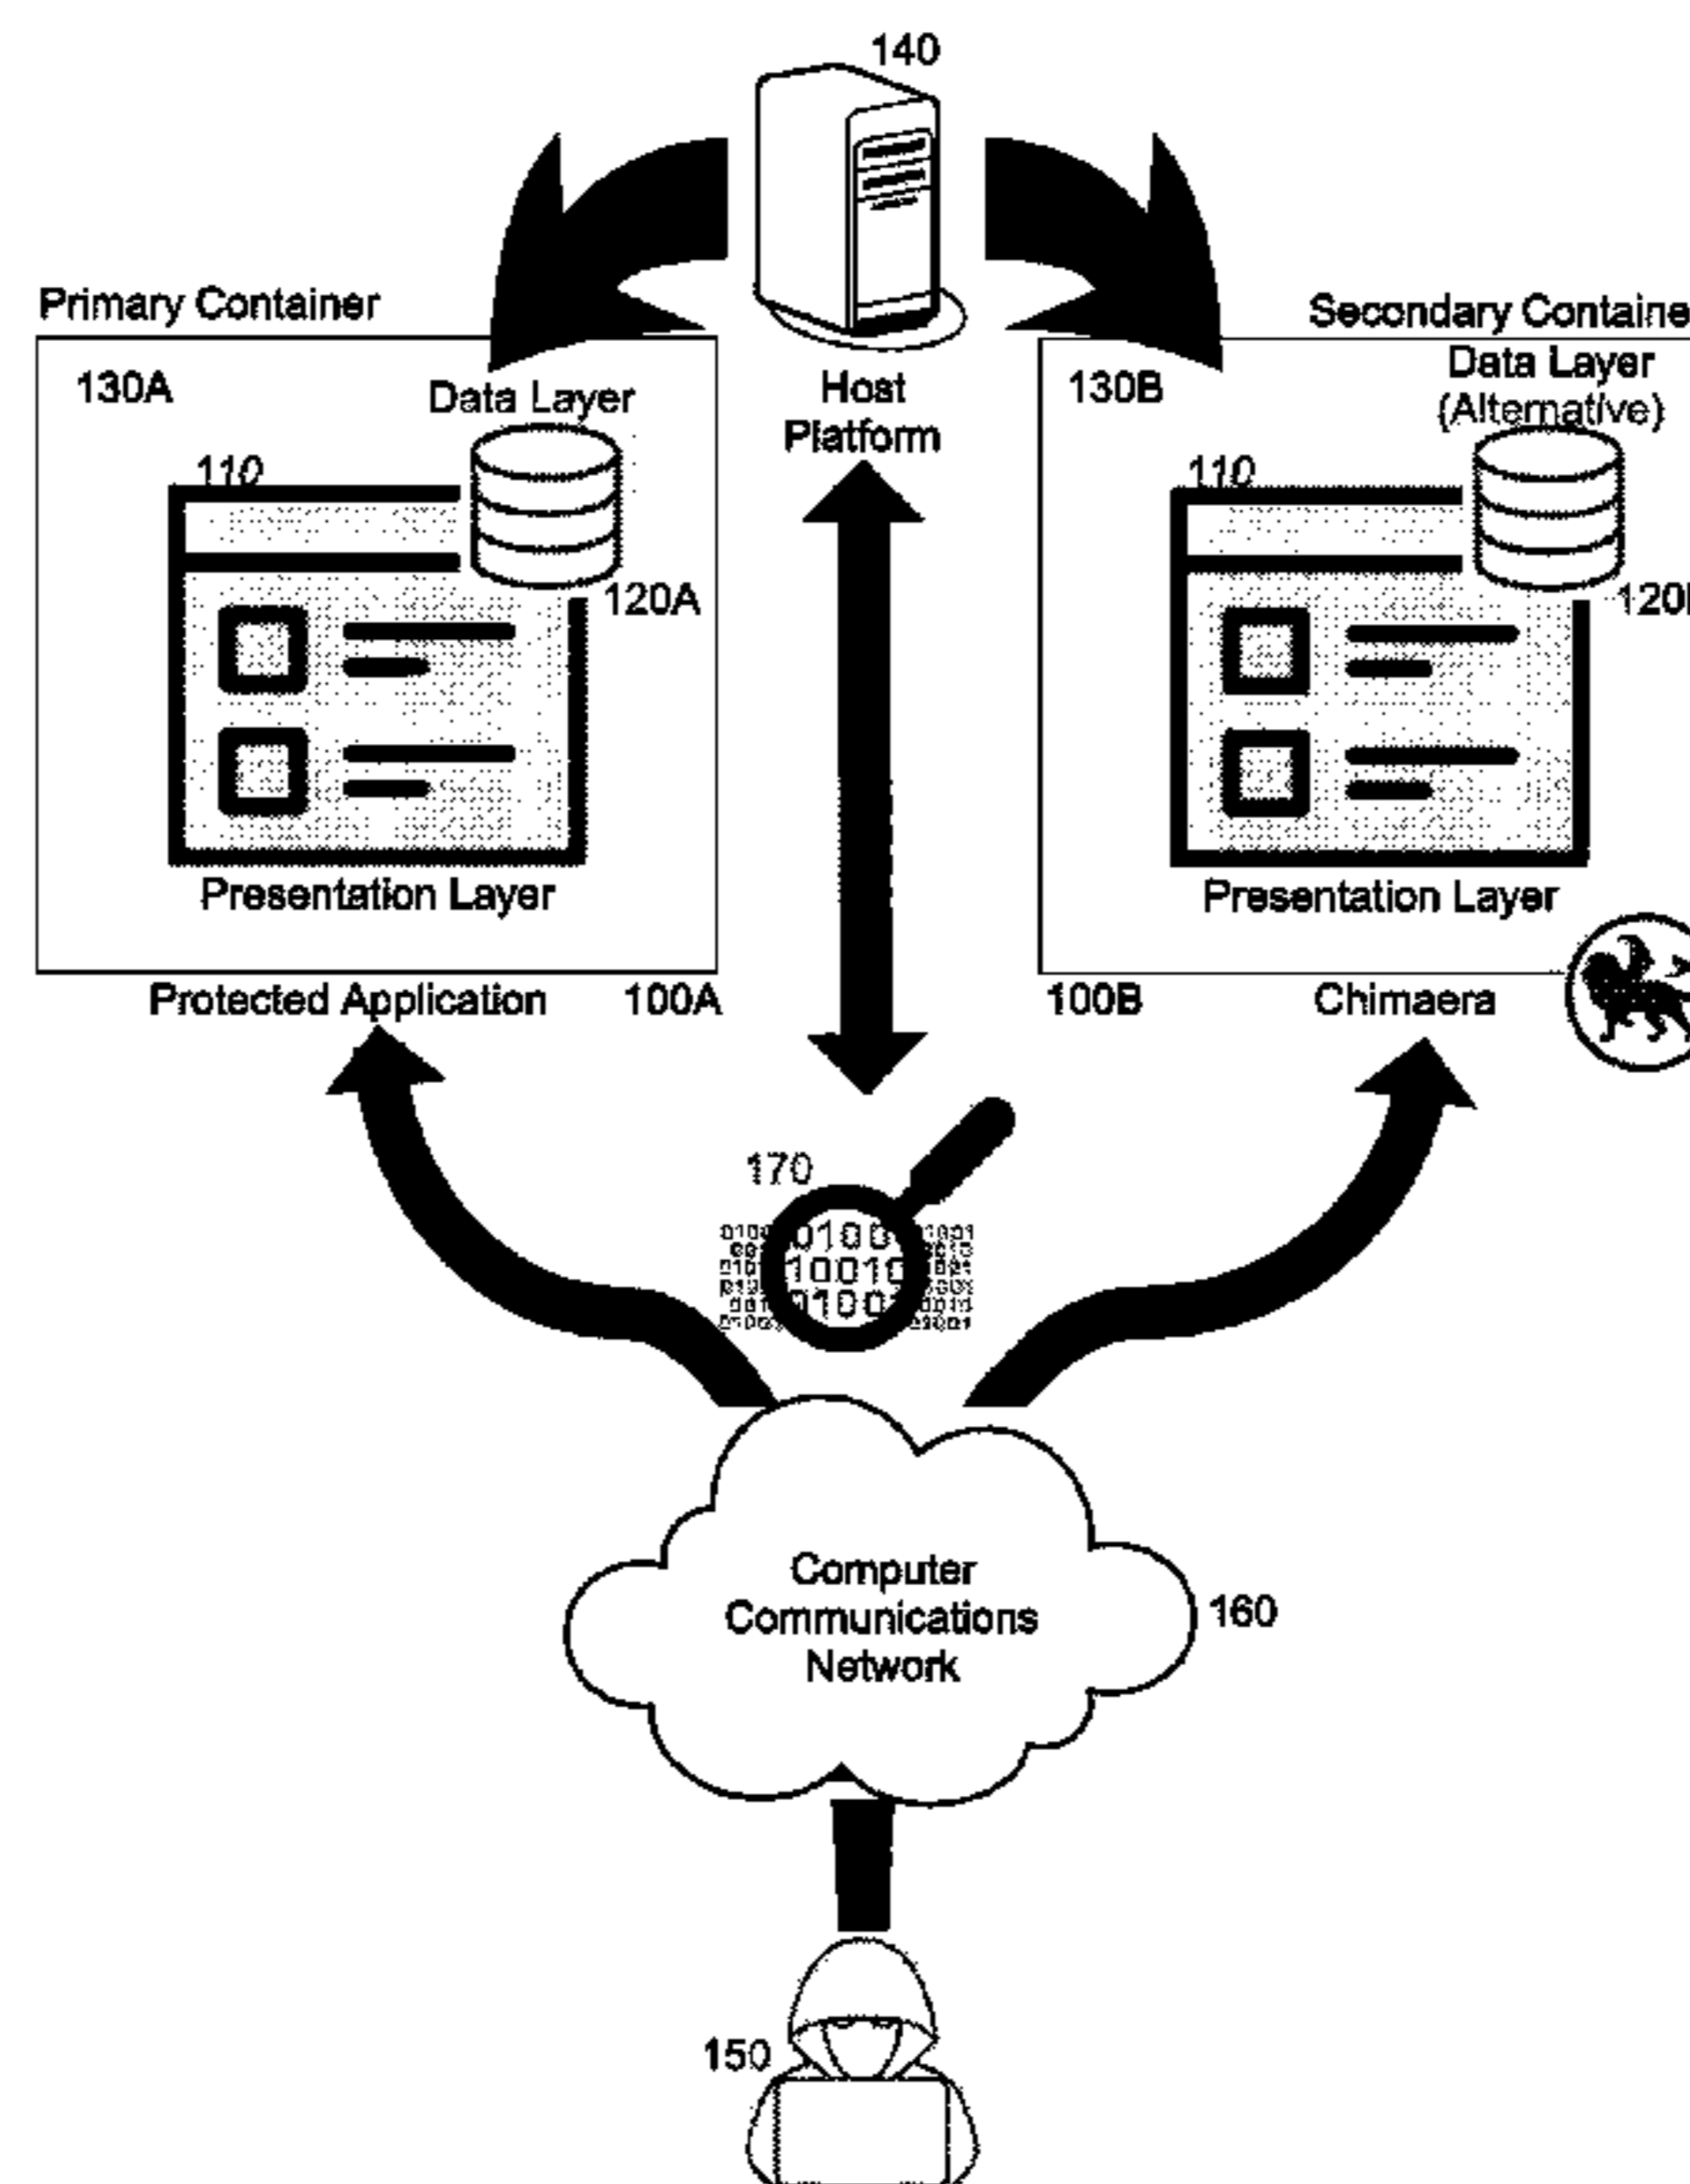 140
Primary Container
Secondary Containe
130A
Data Layer
Host
Platform
130B
Data Layer
(Alternative)
110
110
120A
Presentation Layer
Presentation Layer
Protected Application
100A
100B
Chimaera
170
10010
Computer
Communications
Network
160
150